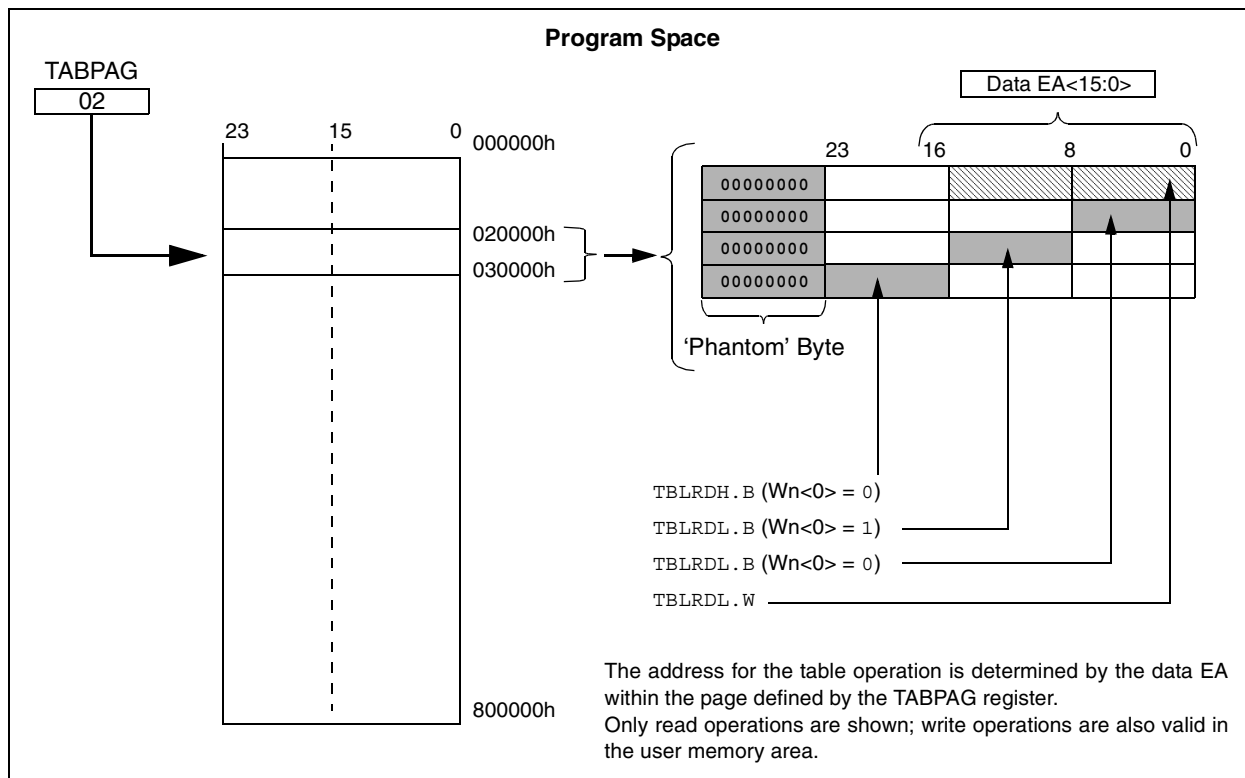 Program Space
TABPAG
02
Data EA<15:0>
23 15 0
000000h
020000h
030000h
800000h
23 16 8 0
00000000
00000000
00000000
00000000
'Phantom' Byte
TBLRDH.B (Wn<0> = 0)
TBLRDL.B (Wn<0> = 1)
TBLRDL.B (Wn<0> = 0)
TBLRDL.W
The address for the table operation is determined by the data EA
within the page defined by the TABPAG register.
Only read operations are shown; write operations are also valid in
the user memory area.